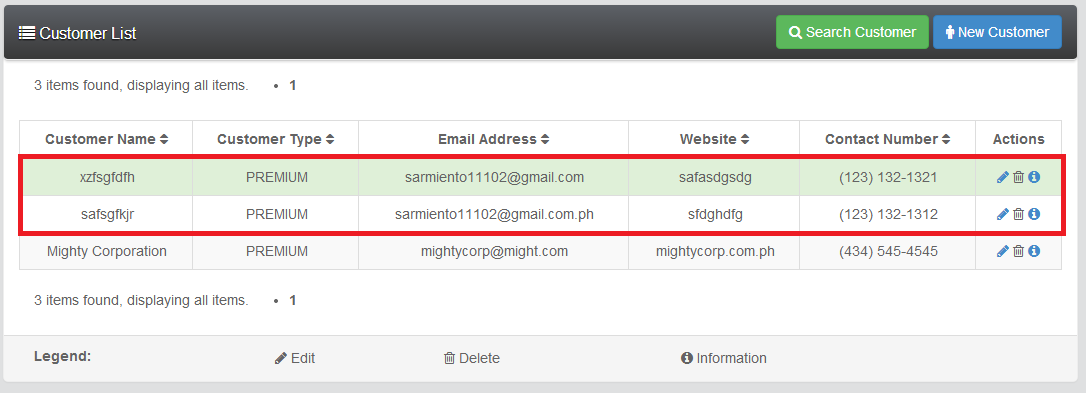 Customer List Search Customer New Customer
3 items found, displaying all items. • 1
Customer Name Customer Type Email Address Website Contact Number Actions
xzfsgfdfh PREMIUM sarmiento11102@gmail.com safasdgsdg (123) 132-1321
safsgfkjr PREMIUM sarmiento11102@gmail.com.ph sfdghdfg (123) 132-1312
Mighty Corporation PREMIUM mightycorp@might.com mightycorp.com.ph (434) 545-4545
3 items found, displaying all items. • 1
Legend: Edit Delete Information